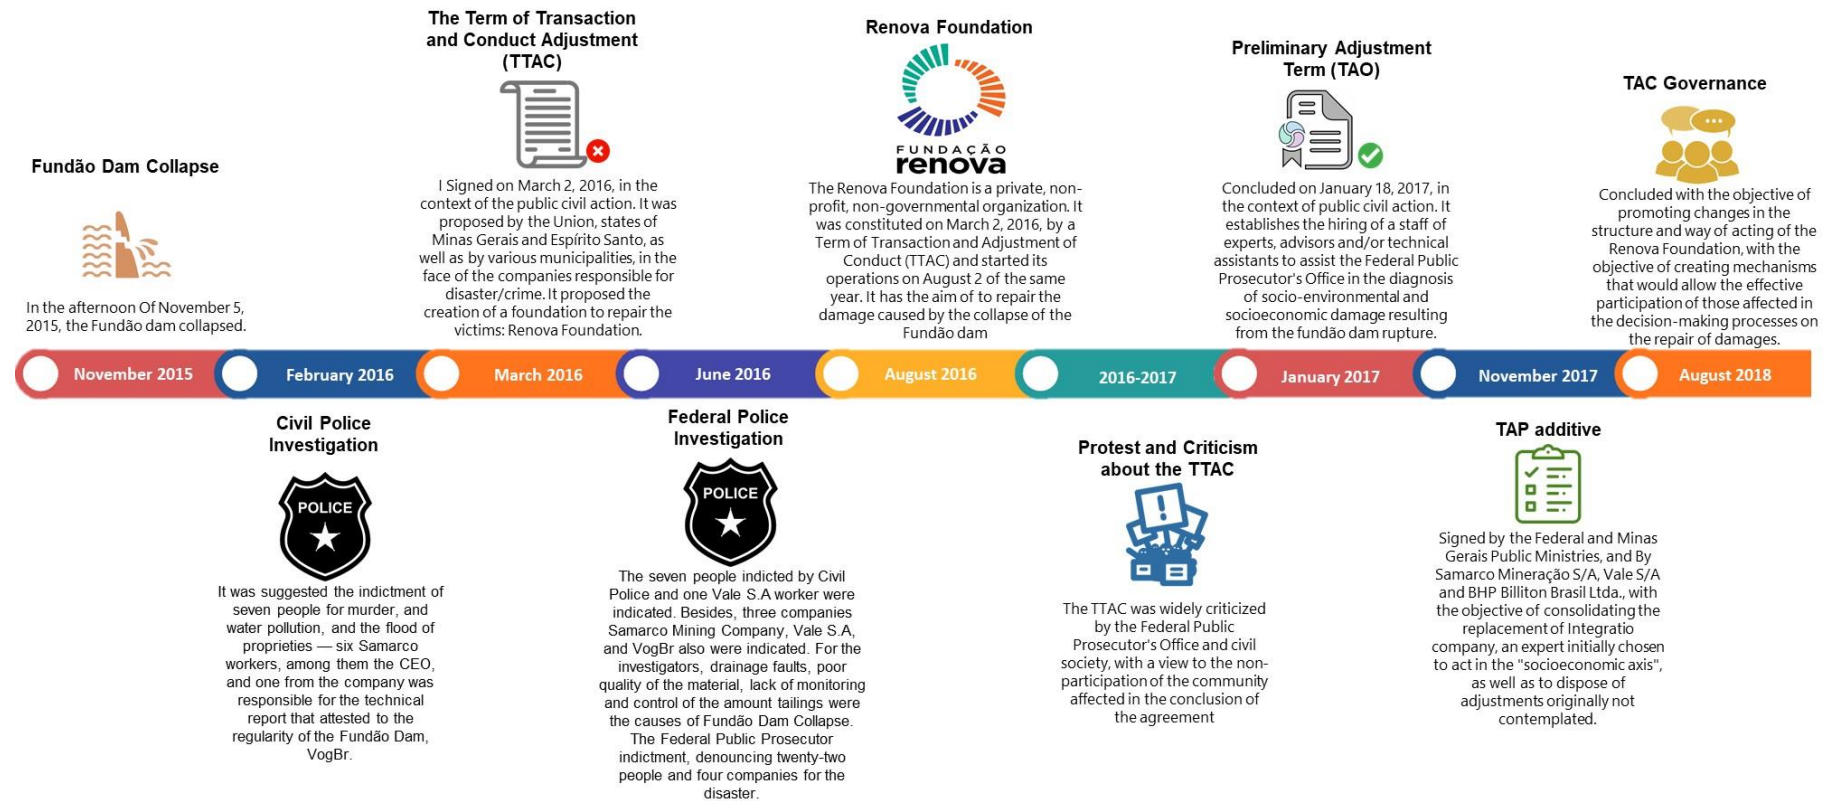 Fundão Dam Collapse
In the afternoon Of November 5,
2015, the Fundão dam collapsed.
The Term of Transaction
and Conduct Adjustment
(TTAC)
I Signed on March 2, 2016, in the
context of the public civil action. It was
proposed by the Union, states of
Minas Gerais and Espírito Santo, as
well as by various municipalities, in the
face of the companies responsible for
disaster/crime. It proposed the
creation of a foundation to repair the
victims: Renova Foundation.
Renova Foundation
FUNDAÇÃO
renova
The Renova Foundation is a private, non-
profit, non-governmental organization. It
was constituted on March 2, 2016, by a
Term of Transaction and Adjustment of
Conduct (TTAC) and started its
operations on August 2 of the same
year. It has the aim of to repair the
damage caused by the collapse of the
Fundão dam
Preliminary Adjustment
Term (TAO)
Concluded on January 18, 2017, in
the context of public civil action. It
establishes the hiring of a staff of
experts, advisors and/or technical
assistants to assist the Federal Public
Prosecutor's Office in the diagnosis
of socio-environmental and
socioeconomic damage resulting
from the fundão dam rupture.
TAC Governance
Concluded with the objective of
promoting changes in the
structure and way of acting of the
Renova Foundation, with the
objective of creating mechanisms
that would allow the effective
participation of those affected in
the decision-making processes on
the repair of damages.
November 2015
February 2016
March 2016
June 2016
August 2016
2016-2017
January 2017
November 2017
August 2018
Civil Police
Investigation
POLICE
It was suggested the indictment of
seven people for murder, and
water pollution, and the flood of
proprieties — six Samarco
workers, among them the CEO,
and one from the company was
responsible for the technical
report that attested to the
regularity of the Fundão Dam,
VogBr.
Federal Police
Investigation
POLICE
The seven people indicted by Civil
Police and one Vale S.A worker were
indicated. Besides, three companies
Samarco Mining Company, Vale S.A,
and VogBr also were indicated. For the
investigators, drainage faults, poor
quality of the material, lack of monitoring
and control of the amount tailings were
the causes of Fundão Dam Collapse.
The Federal Public Prosecutor
indictment, denouncing twenty-two
people and four companies for the
disaster.
Protest and Criticism
about the TTAC
The TTAC was widely criticized
by the Federal Public
Prosecutor's Office and civil
society, with a view to the non-
participation of the community
affected in the conclusion of
the agreement
TAP additive
Signed by the Federal and Minas
Gerais Public Ministries, and By
Samarco Mineração S/A, Vale S/A
and BHP Billiton Brasil Ltda., with
the objective of consolidating the
replacement of Integratio
company, an expert initially chosen
to act in the "socioeconomic axis",
as well as to dispose of
adjustments originally not
contemplated.